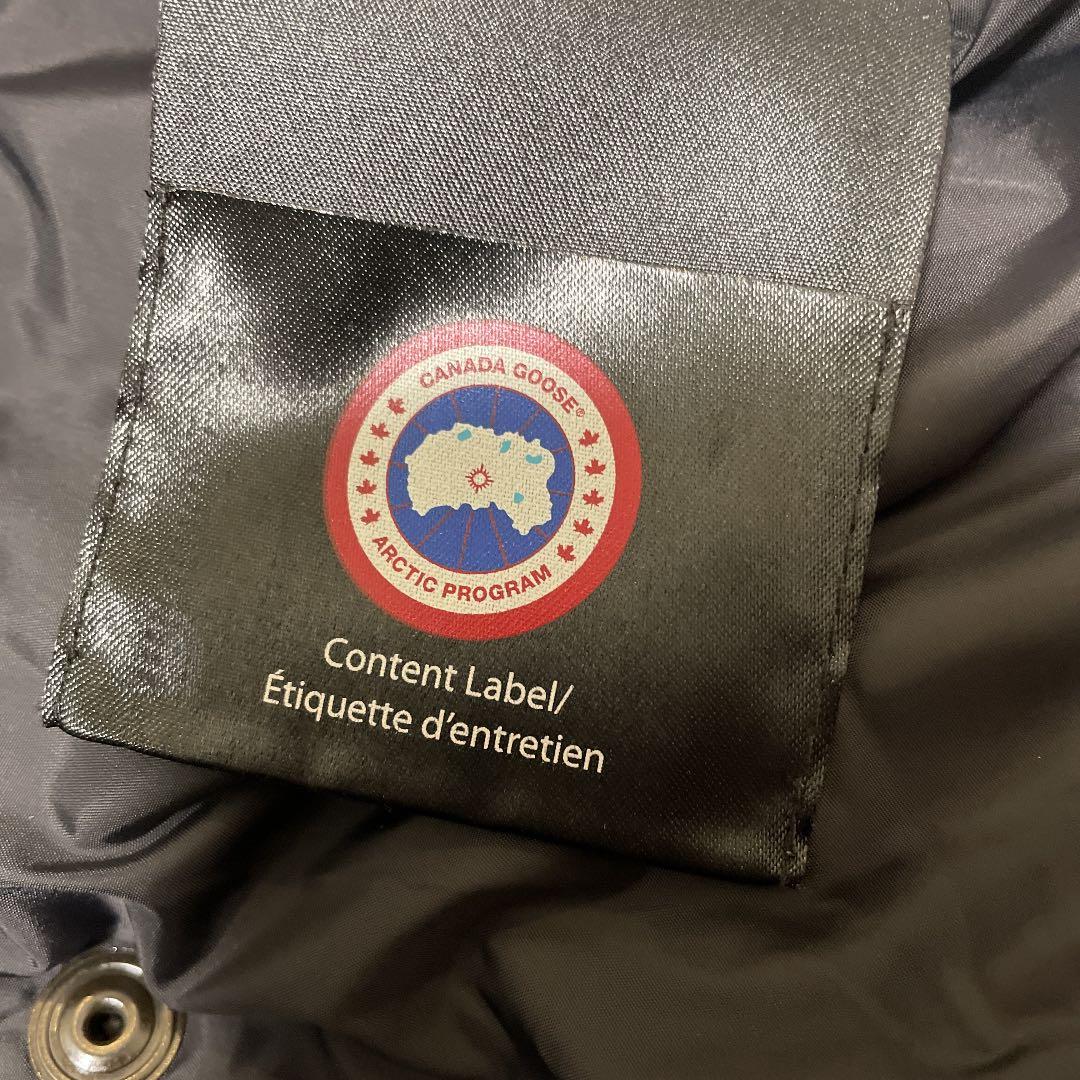 CANADA GOOSE®
ARCTIC PROGRAM
Content Label/
Étiquette d'entretien